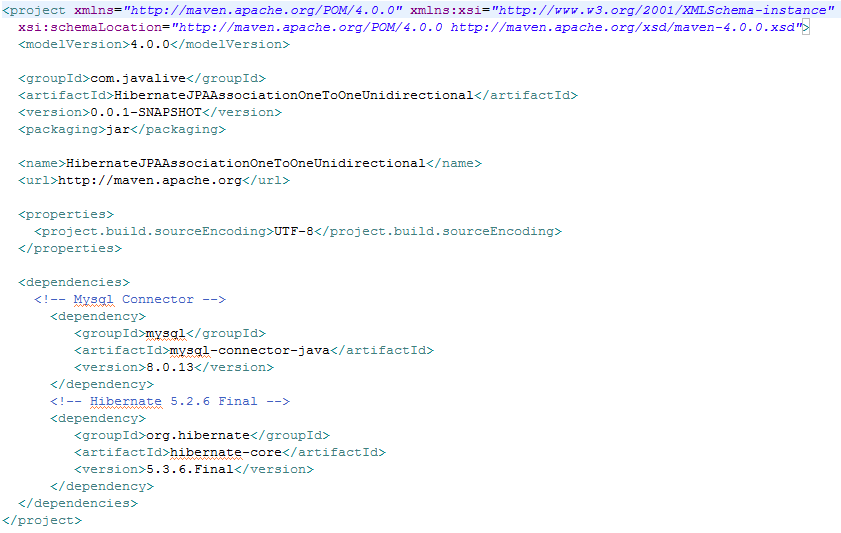 <project xmlns="http://maven.apache.org/POM/4.0.0" xmlns:xsi="http://www.w3.org/2001/XMLSchema-instance"
  xsi:schemaLocation="http://maven.apache.org/POM/4.0.0 http://maven.apache.org/xsd/maven-4.0.0.xsd">
  <modelVersion>4.0.0</modelVersion>

  <groupId>com.javalive</groupId>
  <artifactId>HibernateJPAAssociationOneToOneUnidirectional</artifactId>
  <version>0.0.1-SNAPSHOT</version>
  <packaging>jar</packaging>

  <name>HibernateJPAAssociationOneToOneUnidirectional</name>
  <url>http://maven.apache.org</url>

  <properties>
    <project.build.sourceEncoding>UTF-8</project.build.sourceEncoding>
  </properties>

  <dependencies>
    <!-- Mysql Connector -->
      <dependency>
         <groupId>mysql</groupId>
         <artifactId>mysql-connector-java</artifactId>
         <version>8.0.13</version>
      </dependency>
      <!-- Hibernate 5.2.6 Final -->
      <dependency>
         <groupId>org.hibernate</groupId>
         <artifactId>hibernate-core</artifactId>
         <version>5.3.6.Final</version>
      </dependency>
  </dependencies>
</project>